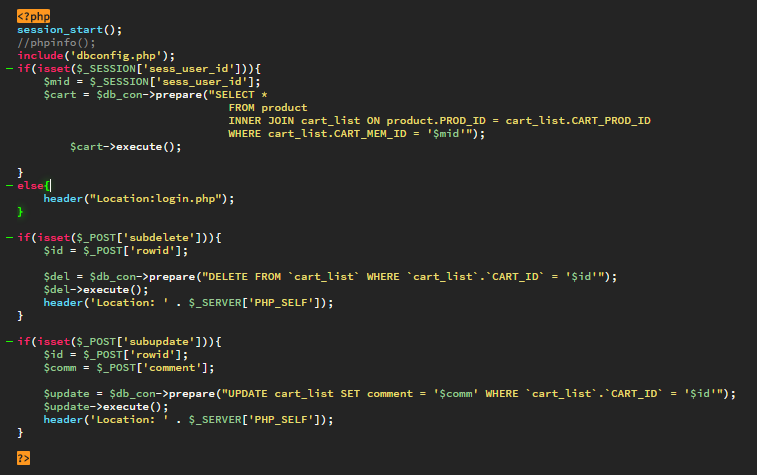 <?php
session_start();
//phpinfo();
include('dbconfig.php');
if(isset($_SESSION['sess_user_id'])){
    $mid = $_SESSION['sess_user_id'];
    $cart = $db_con->prepare("SELECT *
                                FROM product
                                INNER JOIN cart_list ON product.PROD_ID = cart_list.CART_PROD_ID
                                WHERE cart_list.CART_MEM_ID = '$mid'");
        $cart->execute();
}
else{
    header("Location:login.php");
}
if(isset($_POST['subdelete'])){
    $id = $_POST['rowid'];
    $del = $db_con->prepare("DELETE FROM `cart_list` WHERE `cart_list`.`CART_ID` = '$id'");
    $del->execute();
    header('Location: ' . $_SERVER['PHP_SELF']);
}
if(isset($_POST['subupdate'])){
    $id = $_POST['rowid'];
    $comm = $_POST['comment'];
    $update = $db_con->prepare("UPDATE cart_list SET comment = '$comm' WHERE `cart_list`.`CART_ID` = '$id'");
    $update->execute();
    header('Location: ' . $_SERVER['PHP_SELF']);
}
?>